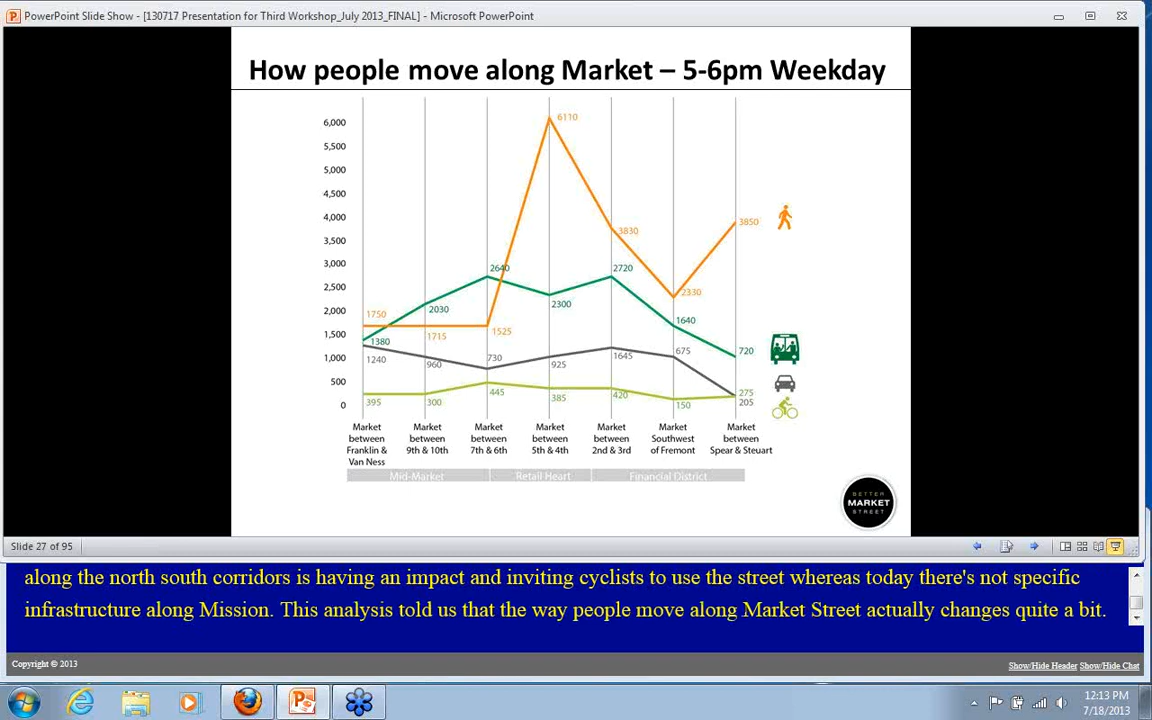 PowerPoint Slide Show - [130717 Presentation for Third Workshop_July 2013_FINAL] - Microsoft PowerPoint
How people move along Market – 5-6pm Weekday
6,000
5,500
5,000
4,500
4,000
3,500
3,000
2,500
2,000
1,500
1,000
500
0
1750
1715
1525
6110
3830
2330
3850
1380
2030
2640
2300
2720
1640
720
1240
960
730
925
1645
675
205
395
300
445
385
420
150
275
Market between Franklin & Van Ness
Market between 9th & 10th
Market between 7th & 6th
Market between 5th & 4th
Market between 2nd & 3rd
Market Southwest of Fremont
Market between Spear & Steuart
Mid-Market
Retail Heart
Financial District
BETTER
MARKET
STREET
Slide 27 of 95
along the north south corridors is having an impact and inviting cyclists to use the street whereas today there's not specific
infrastructure along Mission. This analysis told us that the way people move along Market Street actually changes quite a bit.
Copyright © 2013
Show/Hide Header Show/Hide Chat
12:13 PM
7/18/2013